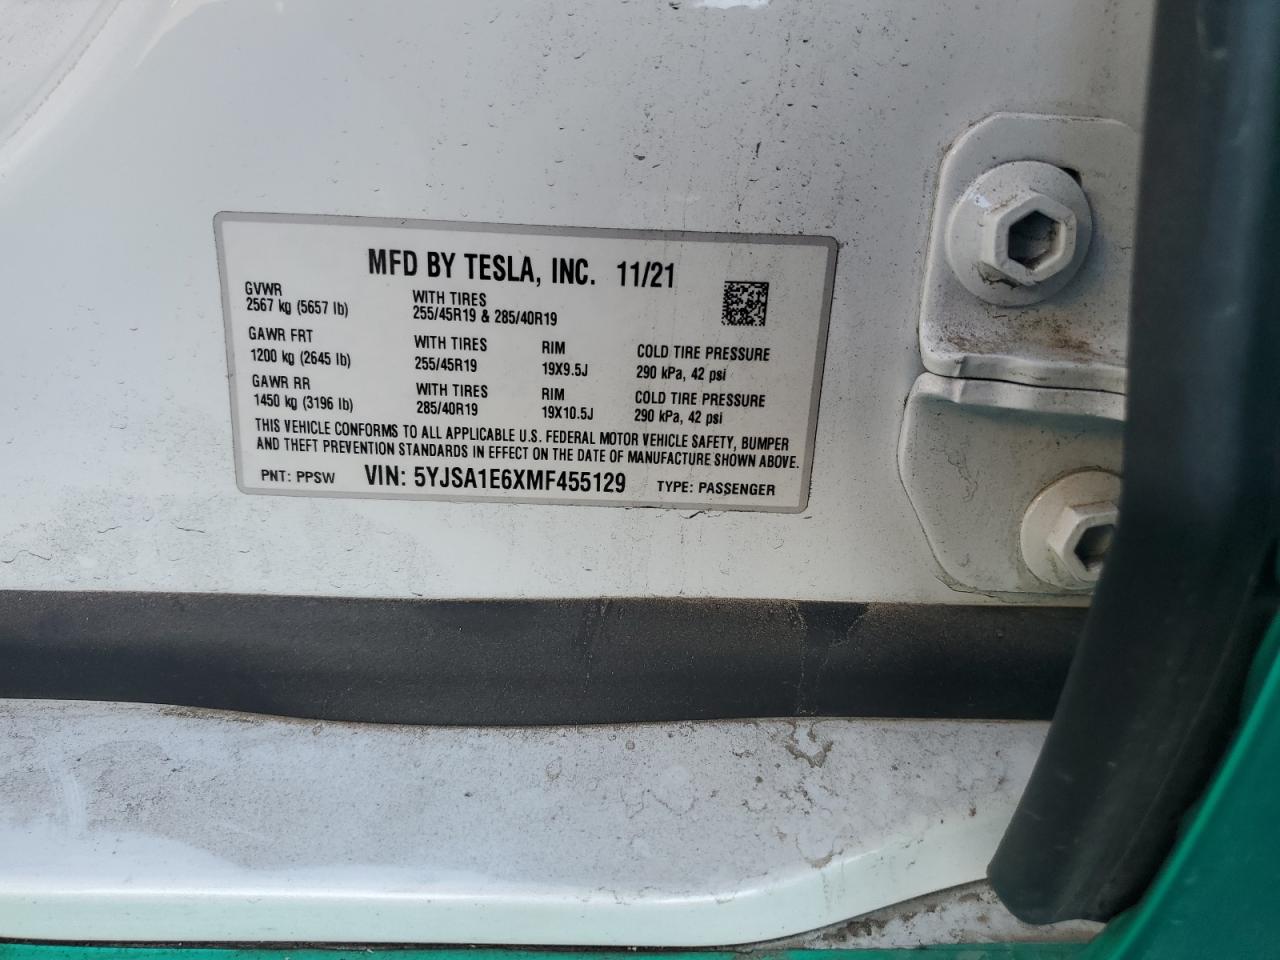 MFD BY TESLA, INC. 11/21
GVWR
2567 kg (5657 lb)
WITH TIRES
255/45R19 & 285/40R19
GAWR FRT
1200 kg (2645 lb)
WITH TIRES
255/45R19
RIM
19X9.5J
COLD TIRE PRESSURE
290 kPa, 42 psi
GAWR RR
1450 kg (3196 lb)
WITH TIRES
285/40R19
RIM
19X10.5J
COLD TIRE PRESSURE
290 kPa, 42 psi
THIS VEHICLE CONFORMS TO ALL APPLICABLE U.S. FEDERAL MOTOR VEHICLE SAFETY, BUMPER
AND THEFT PREVENTION STANDARDS IN EFFECT ON THE DATE OF MANUFACTURE SHOWN ABOVE.
PNT: PPSW VIN: 5YJSA1E6XMF455129 TYPE: PASSENGER